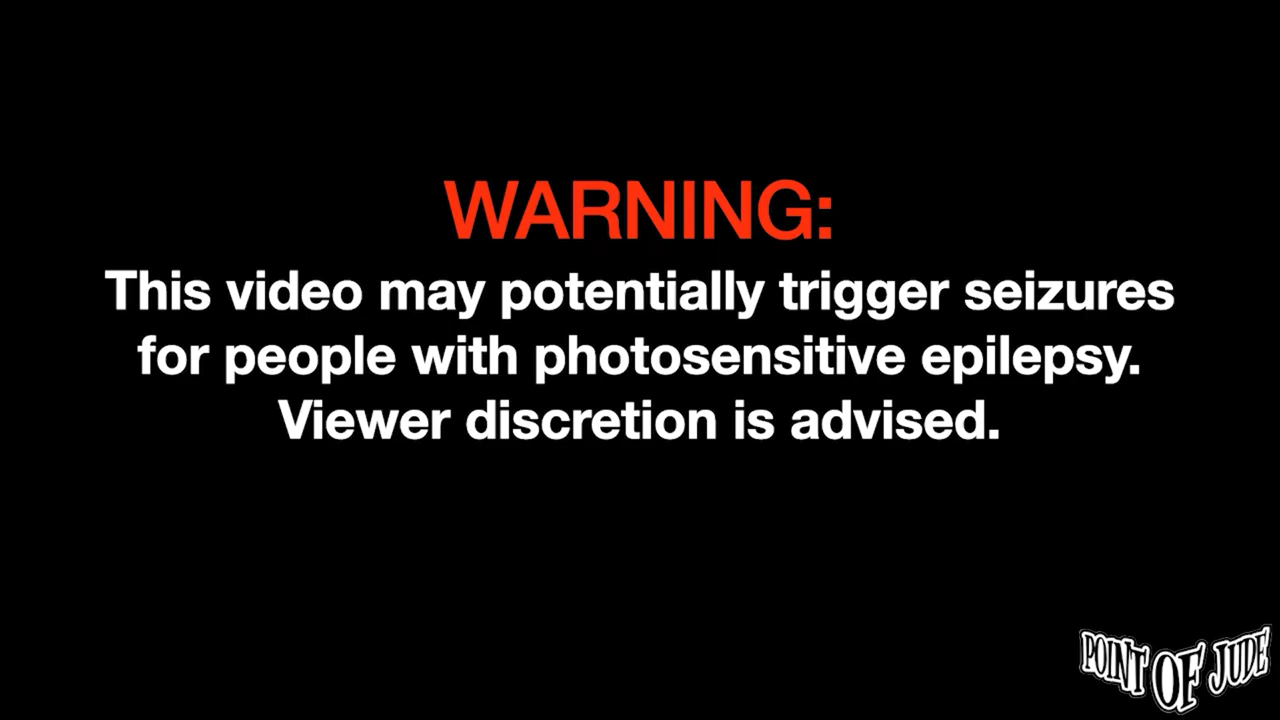 WARNING:
This video may potentially trigger seizures
for people with photosensitive epilepsy.
Viewer discretion is advised.
POINT OF JUDE